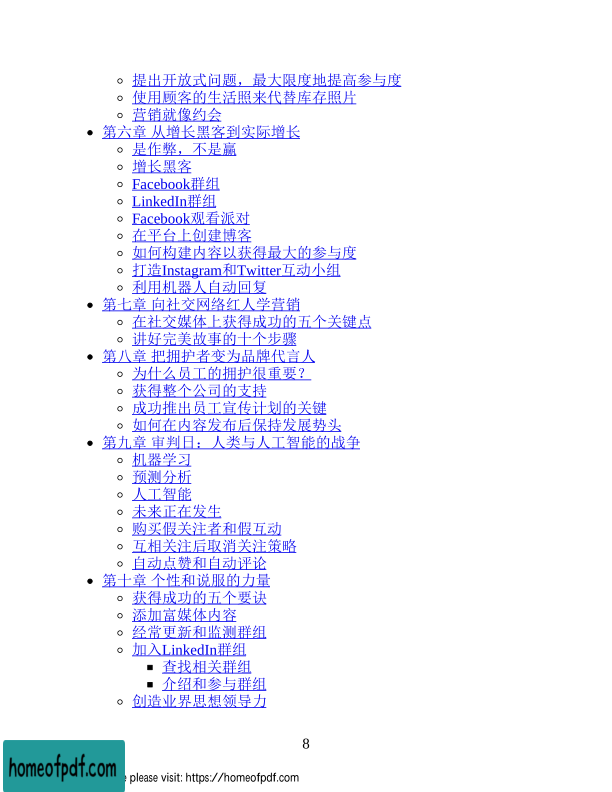 提出开放式问题，最大限度地提高参与度
使用顾客的生活照来代替库存照片
营销就像约会
第六章 从增长黑客到实际增长
是作弊，不是赢
增长黑客
Facebook群组
LinkedIn群组
Facebook观看派对
在平台上创建博客
如何构建内容以获得最大的参与度
打造Instagram和Twitter互动小组
利用机器人自动回复
第七章 向社交网络红人学营销
在社交媒体上获得成功的五个关键点
讲好完美故事的十个步骤
第八章 把拥护者变为品牌代言人
为什么员工的拥护很重要？
获得整个公司的支持
成功推出员工宣传计划的关键
如何在内容发布后保持发展势头
第九章 审判日：人类与人工智能的战争
机器学习
预测分析
人工智能
未来正在发生
购买假关注者和假互动
互相关注后取消关注策略
自动点赞和自动评论
第十章 个性和说服的力量
获得成功的五个要诀
添加富媒体内容
经常更新和监测群组
加入LinkedIn群组
查找相关群组
介绍和参与群组
创造业界思想领导力
8
homeofpdf.com
please visit: https://homeofpdf.com